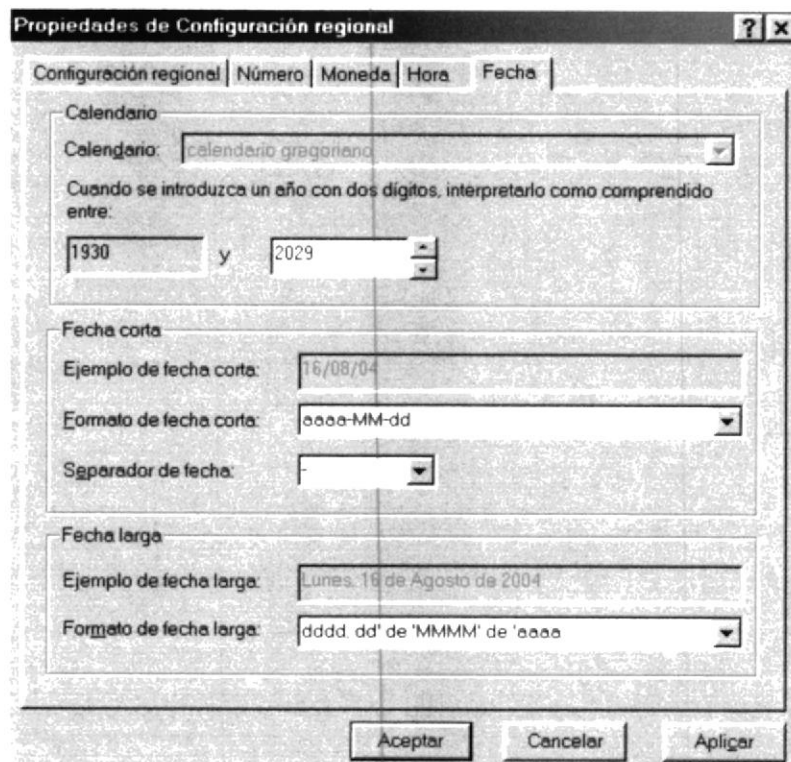 Propiedades de Configuración regional ? x
Configuración regional Número Moneda Hora Fecha
Calendario
Calendario: calendario gregoriano
Cuando se introduzca un año con dos dígitos, interpretarlo como comprendido
entre:
1930 y 2029
Fecha corta
Ejemplo de fecha corta: 16/08/04
Formato de fecha corta: aaaa-MM-dd
Separador de fecha: -
Fecha larga
Ejemplo de fecha larga: Lunes, 16 de Agosto de 2004
Formato de fecha larga: dddd, dd' de 'MMMM' de 'aaaa
Aceptar Cancelar Aplicar